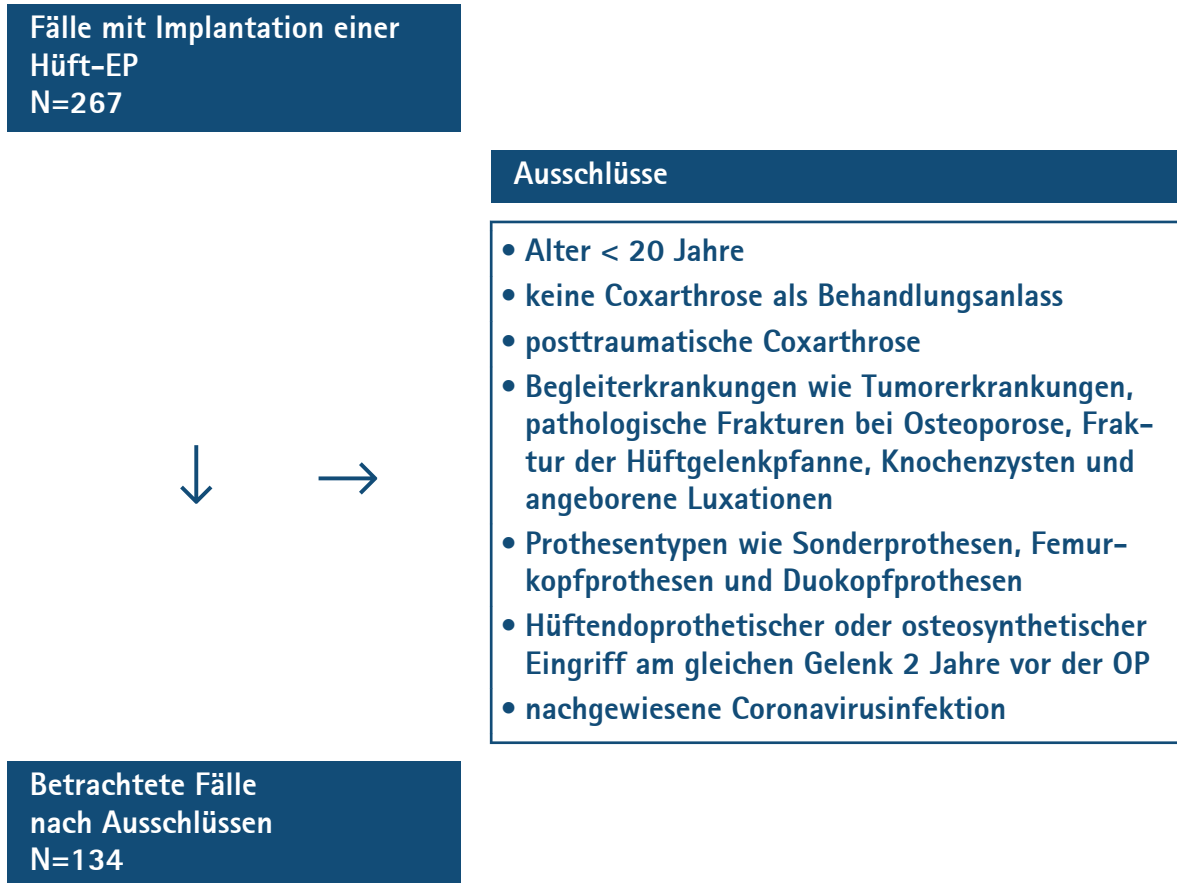 Fälle mit Implantation einer
Hüft-EP
N=267
Ausschlüsse
• Alter < 20 Jahre
• keine Coxarthrose als Behandlungsanlass
• posttraumatische Coxarthrose
• Begleiterkrankungen wie Tumorerkrankungen,
pathologische Frakturen bei Osteoporose, Frak-
tur der Hüftgelenkpfanne, Knochenzysten und
angeborene Luxationen
• Prothesentypen wie Sonderprothesen, Femur-
kopfprothesen und Duokopfprothesen
• Hüftendoprothetischer oder osteosynthetischer
Eingriff am gleichen Gelenk 2 Jahre vor der OP
• nachgewiesene Coronavirusinfektion
Betrachtete Fälle
nach Ausschlüssen
N=134